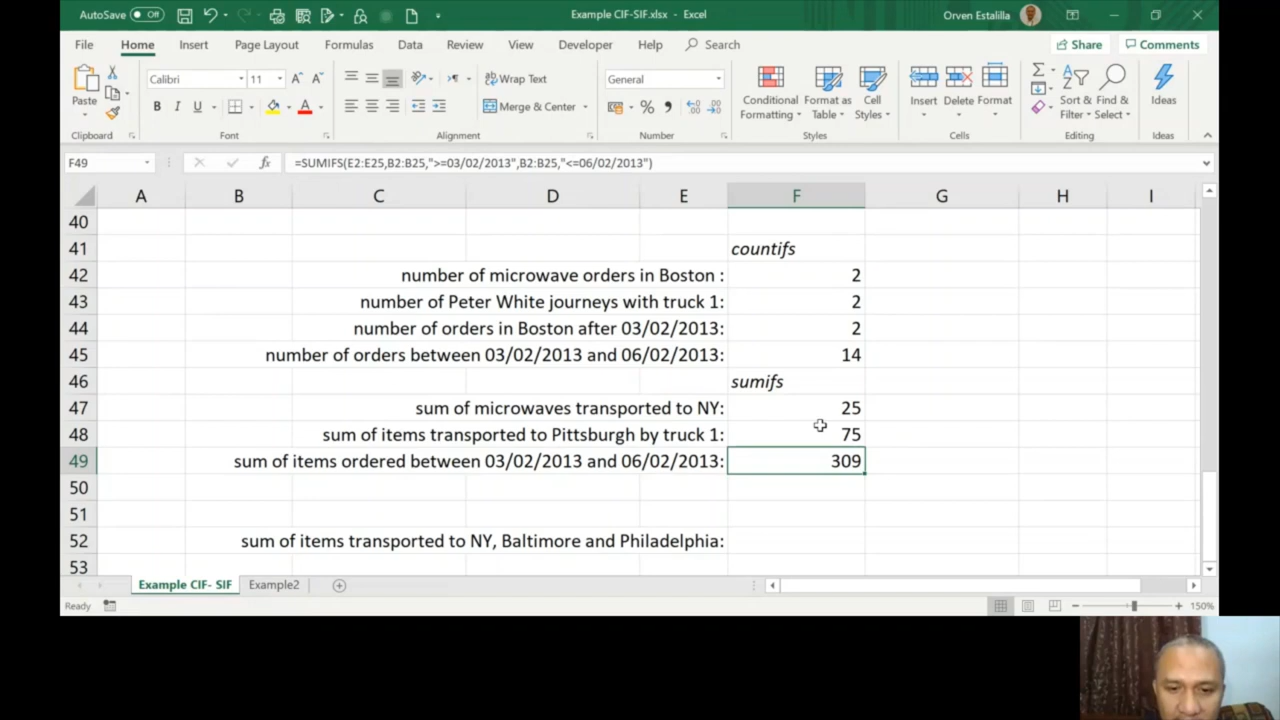 AutoSave Off Example CIF-SIF.xlsx - Excel Orven Estalilla
File Home Insert Page Layout Formulas Data Review View Developer Help Search Share Comments
Paste Calibri 11 Wrap Text General Conditional Formatting Format as Table Cell Styles Insert Delete Format Sort & Filter Find & Select Ideas
B I U A Merge & Center %
Clipboard Font Alignment Number Styles Cells Editing Ideas
F49 fx =SUMIFS(E2:E25,B2:B25,">=03/02/2013",B2:B25,"<=06/02/2013")
A B C D E F G H I
40
41 countifs
42 number of microwave orders in Boston : 2
43 number of Peter White journeys with truck 1: 2
44 number of orders in Boston after 03/02/2013: 2
45 number of orders between 03/02/2013 and 06/02/2013: 14
46 sumifs
47 sum of microwaves transported to NY: 25
48 sum of items transported to Pittsburgh by truck 1: 75
49 sum of items ordered between 03/02/2013 and 06/02/2013: 309
50
51
52 sum of items transported to NY, Baltimore and Philadelphia:
53
Example CIF- SIF Example2
Ready 150%